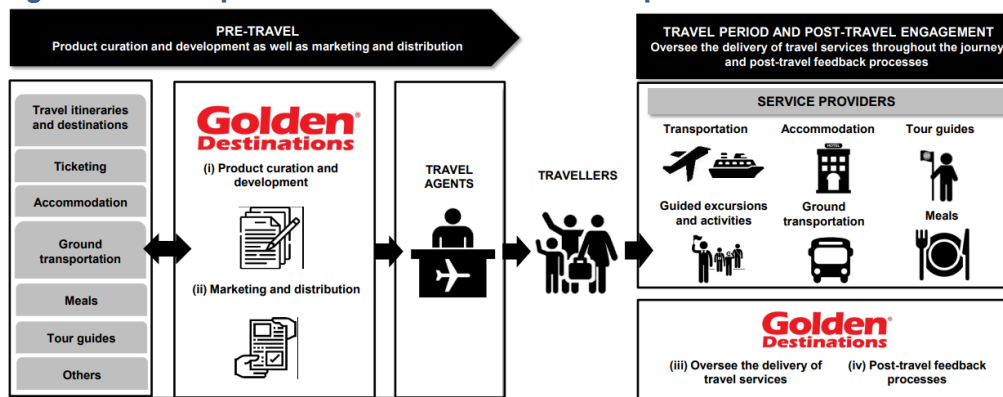 PRE-TRAVEL
Product curation and development as well as marketing and distribution
TRAVEL PERIOD AND POST-TRAVEL ENGAGEMENT
Oversee the delivery of travel services throughout the journey
and post-travel feedback processes
Travel itineraries
and destinations
Ticketing
Accommodation
Ground
transportation
Meals
Tour guides
Others
Golden®
Destinations
(i) Product curation and
development
(ii) Marketing and distribution
TRAVEL
AGENTS
TRAVELLERS
SERVICE PROVIDERS
Transportation
Accommodation
Tour guides
HOTEL
Guided excursions
and activities
Ground
transportation
Meals
Golden®
Destinations
(iii) Oversee the delivery of
travel services
(iv) Post-travel feedback
processes